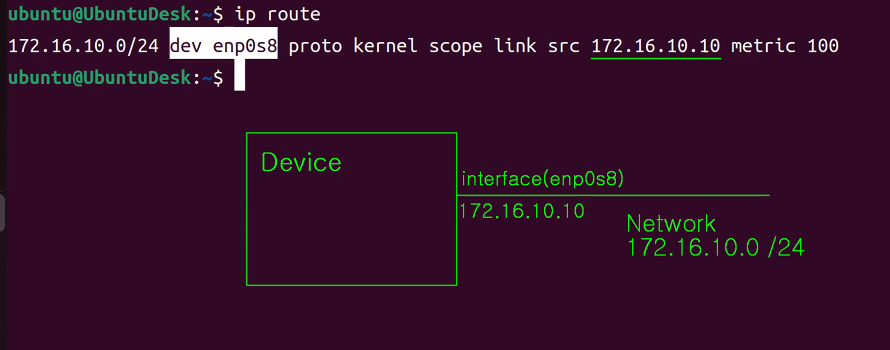 ubuntu@UbuntuDesk:~$ ip route
172.16.10.0/24 dev enp0s8 proto kernel scope link src 172.16.10.10 metric 100
ubuntu@UbuntuDesk:~$
Device
interface(enp0s8)
172.16.10.10
Network
172.16.10.0 /24